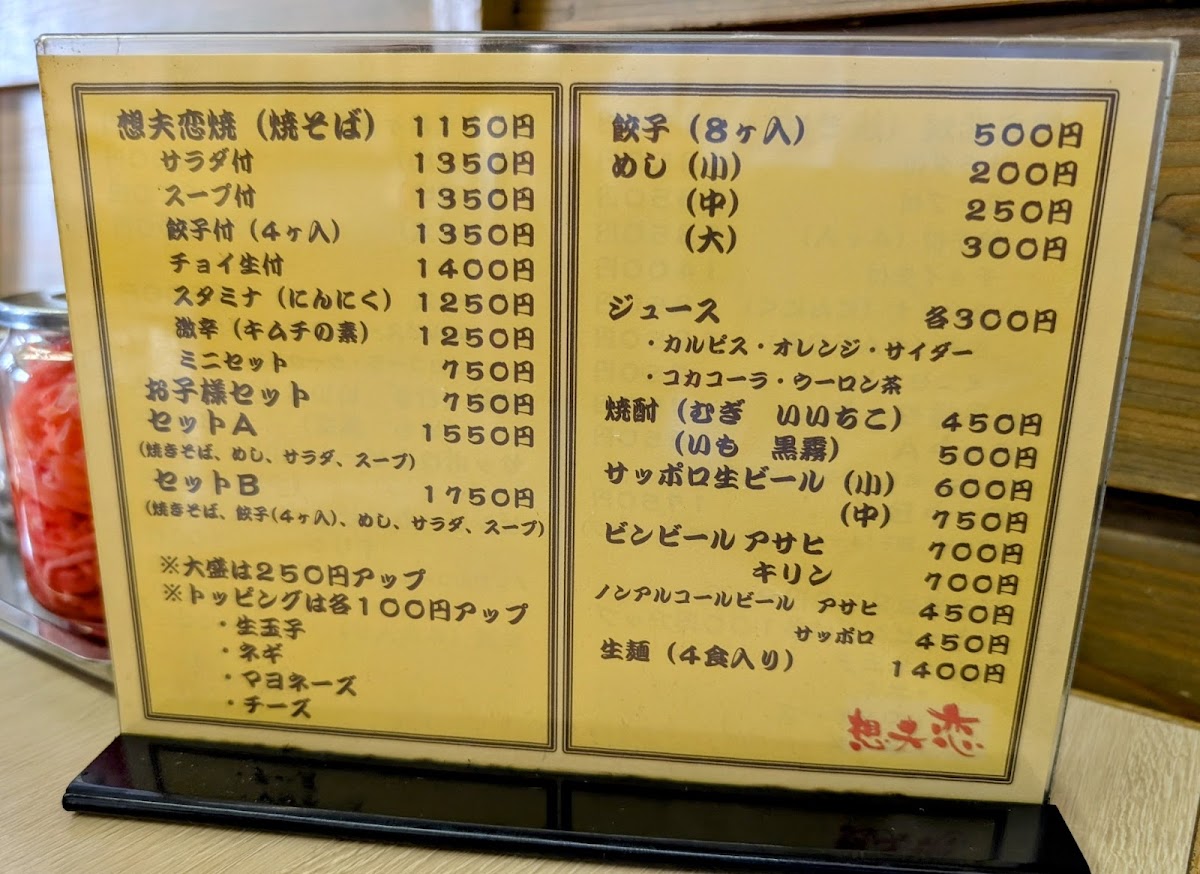 想夫恋焼（焼そば） 1150円
サラダ付 1350円
スープ付 1350円
餃子付（4ヶ入） 1350円
チョイ生付 1400円
スタミナ（にんにく） 1250円
激辛（キムチの素） 1250円
ミニセット 750円
お子様セット 750円
セットA 1550円
（焼きそば、めし、サラダ、スープ）
セットB 1750円
（焼きそば、餃子（4ヶ入）、めし、サラダ、スープ）
※大盛は250円アップ
※トッピングは各100円アップ
・生玉子
・ネギ
・マヨネーズ
・チーズ
餃子（8ヶ入） 500円
めし（小） 200円
（中） 250円
（大） 300円
ジュース 各300円
・カルピス・オレンジ・サイダー
・コカコーラ・ウーロン茶
焼酎（むぎ　いいちこ） 450円
（いも　黒霧） 500円
サッポロ生ビール（小） 600円
（中） 750円
ビンビール アサヒ 700円
キリン 700円
ノンアルコールビール　アサヒ 450円
サッポロ 450円
生麺（4食入り） 1400円
想夫恋